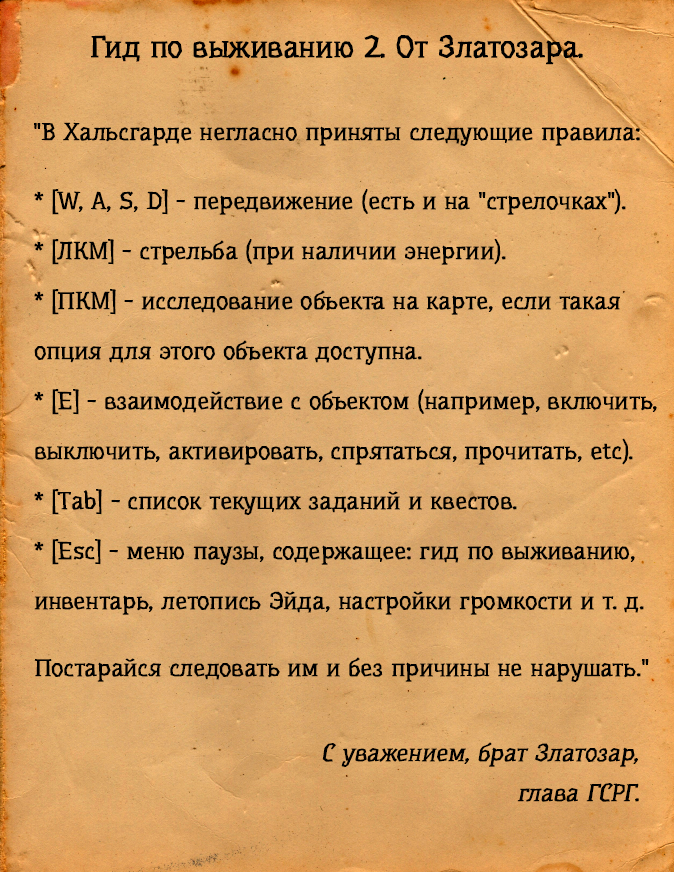 Гид по выживанию 2. От Златозара.
"В Хальсгарде негласно приняты следующие правила:
* [W, A, S, D] - передвижение (есть и на "стрелочках").
* [ЛКМ] - стрельба (при наличии энергии).
* [ПКМ] - исследование объекта на карте, если такая
опция для этого объекта доступна.
* [E] - взаимодействие с объектом (например, включить,
выключить, активировать, спрятаться, прочитать, etc).
* [Tab] - список текущих заданий и квестов.
* [Esc] - меню паузы, содержащее: гид по выживанию,
инвентарь, летопись Эйда, настройки громкости и т. д.
Постарайся следовать им и без причины не нарушать."
С уважением, брат Златозар,
глава ГСРГ.